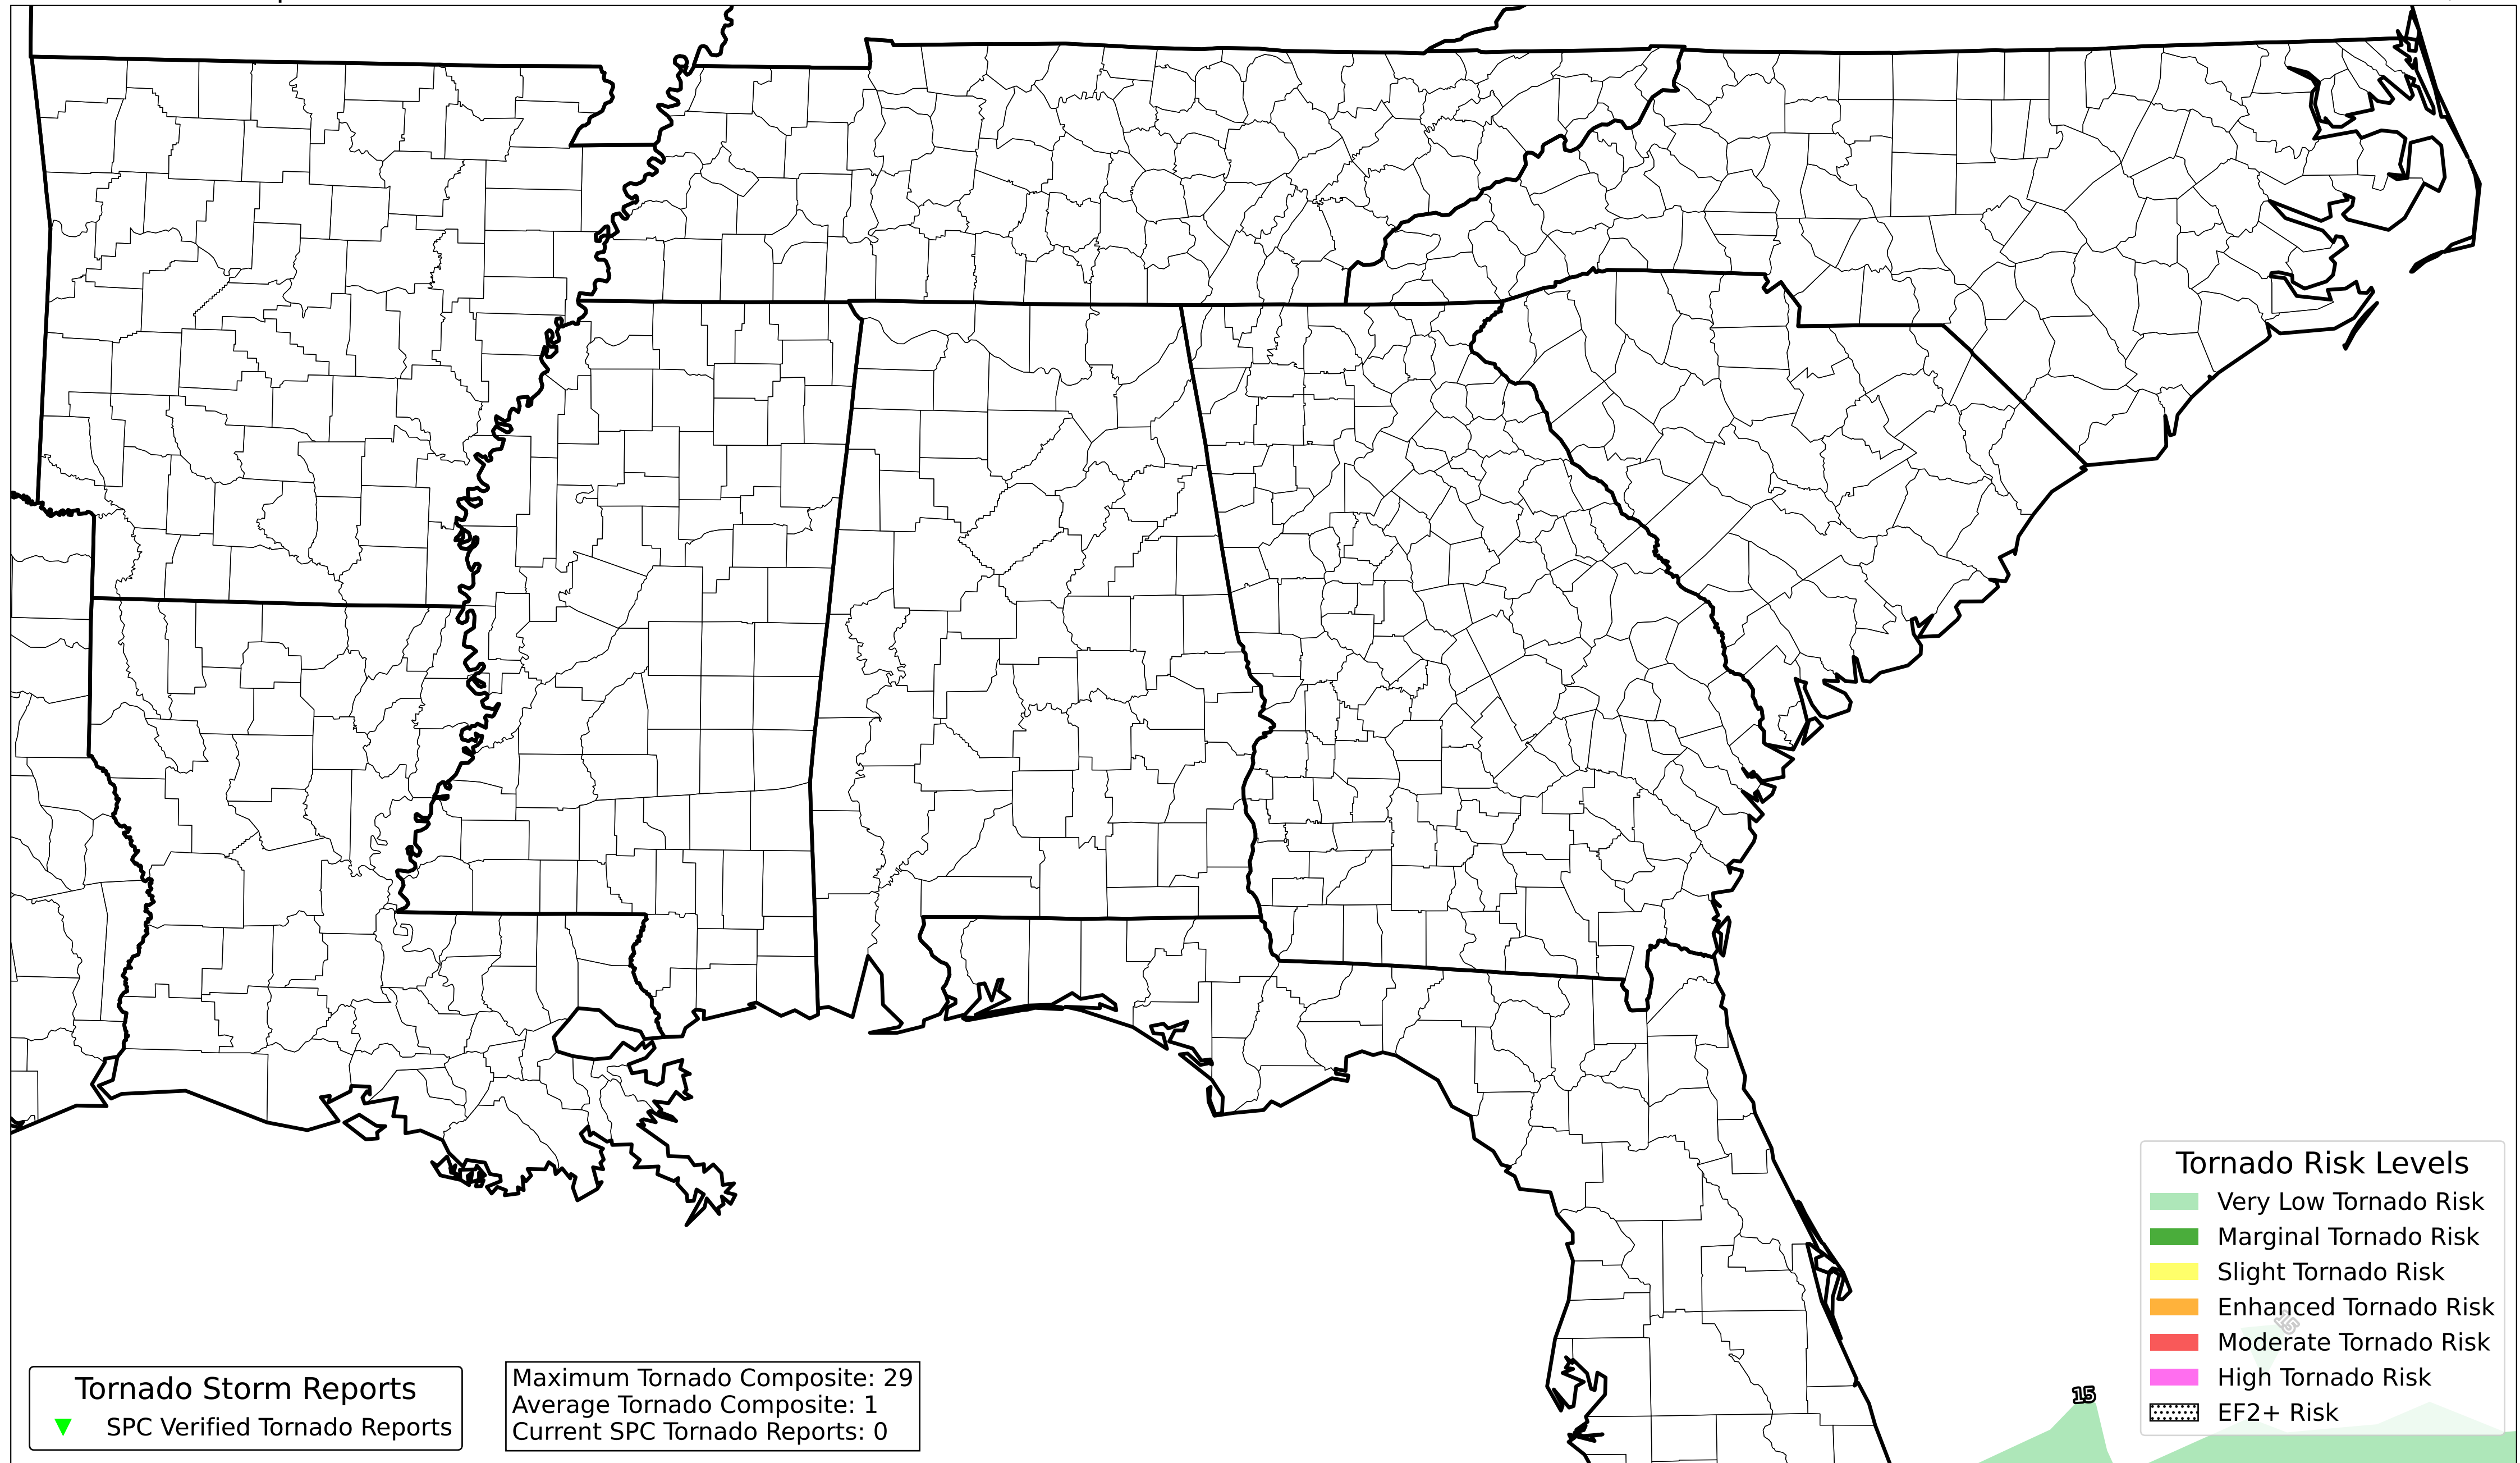 Tornado Risk Levels
Very Low Tornado Risk
Marginal Tornado Risk
Slight Tornado Risk
Enhanced Tornado Risk
15
Moderate Tornado Risk
High Tornado Risk
EF2+ Risk
15
Tornado Storm Reports
SPC Verified Tornado Reports
Maximum Tornado Composite: 29
Average Tornado Composite: 1
Current SPC Tornado Reports: 0